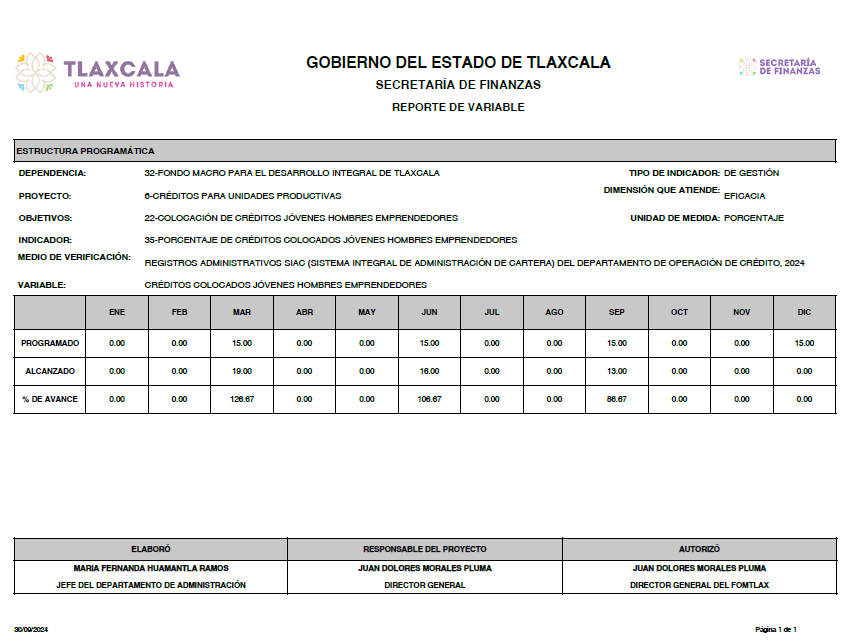 TLAXCALA
UNA NUEVA HISTORIA
GOBIERNO DEL ESTADO DE TLAXCALA
SECRETARÍA DE FINANZAS
REPORTE DE VARIABLE
SECRETARÍA
DE FINANZAS
ESTRUCTURA PROGRAMÁTICA
DEPENDENCIA: 32-FONDO MACRO PARA EL DESARROLLO INTEGRAL DE TLAXCALA TIPO DE INDICADOR: DE GESTIÓN
PROYECTO: 6-CRÉDITOS PARA UNIDADES PRODUCTIVAS DIMENSIÓN QUE ATIENDE: EFICACIA
OBJETIVOS: 22-COLOCACIÓN DE CRÉDITOS JÓVENES HOMBRES EMPRENDEDORES UNIDAD DE MEDIDA: PORCENTAJE
INDICADOR: 35-PORCENTAJE DE CRÉDITOS COLOCADOS JÓVENES HOMBRES EMPRENDEDORES
MEDIO DE VERIFICACIÓN: REGISTROS ADMINISTRATIVOS SIAC (SISTEMA INTEGRAL DE ADMINISTRACIÓN DE CARTERA) DEL DEPARTAMENTO DE OPERACIÓN DE CRÉDITO, 2024
VARIABLE: CRÉDITOS COLOCADOS JÓVENES HOMBRES EMPRENDEDORES
ENE FEB MAR ABR MAY JUN JUL AGO SEP OCT NOV DIC
PROGRAMADO 0.00 0.00 15.00 0.00 0.00 15.00 0.00 0.00 15.00 0.00 0.00 15.00
ALCANZADO 0.00 0.00 19.00 0.00 0.00 16.00 0.00 0.00 13.00 0.00 0.00 0.00
% DE AVANCE 0.00 0.00 126.67 0.00 0.00 106.67 0.00 0.00 86.67 0.00 0.00 0.00
ELABORÓ RESPONSABLE DEL PROYECTO AUTORIZÓ
MARIA FERNANDA HUAMANTLA RAMOS JUAN DOLORES MORALES PLUMA JUAN DOLORES MORALES PLUMA
JEFE DEL DEPARTAMENTO DE ADMINISTRACIÓN DIRECTOR GENERAL DIRECTOR GENERAL DEL FOMTLAX
30/09/2024 Página 1 de 1